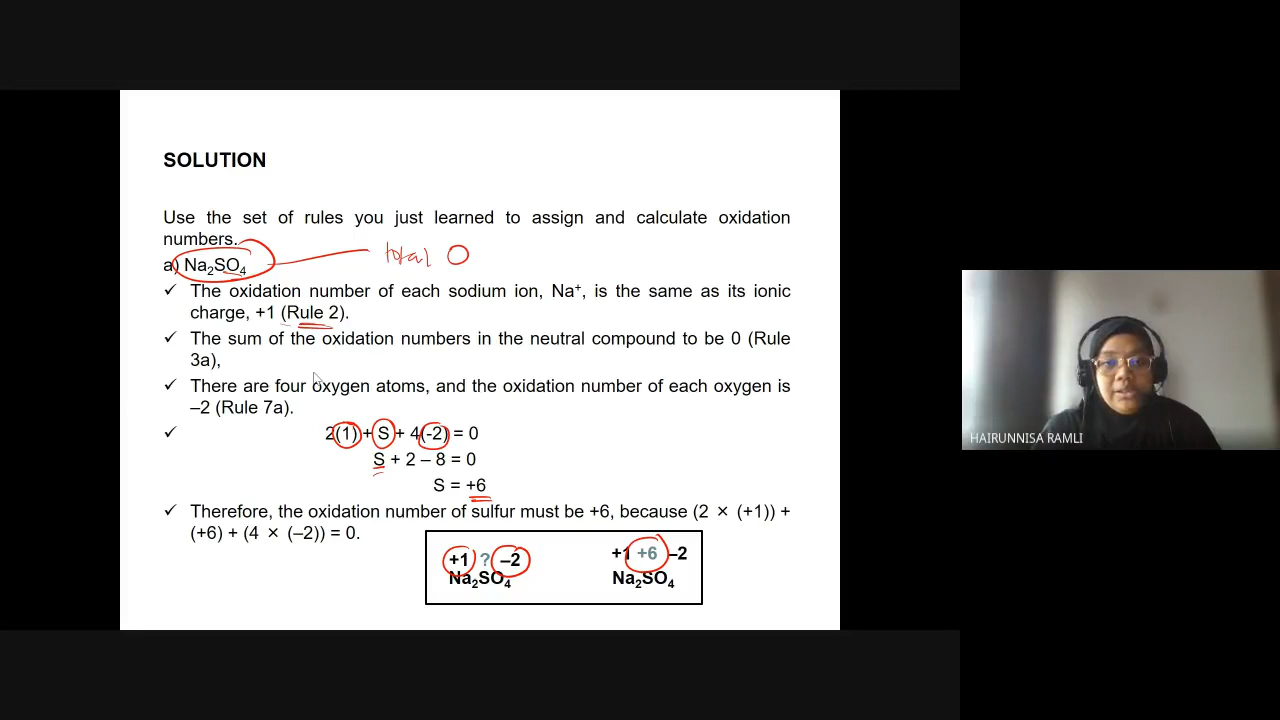 SOLUTION
Use the set of rules you just learned to assign and calculate oxidation
numbers.
total 0
a) Na₂SO₄
✓ The oxidation number of each sodium ion, Na⁺, is the same as its ionic
charge, +1 (Rule 2).
✓ The sum of the oxidation numbers in the neutral compound to be 0 (Rule
3a),
✓ There are four oxygen atoms, and the oxidation number of each oxygen is
–2 (Rule 7a).
✓ 2(1) + S + 4(-2) = 0
S + 2 – 8 = 0
S = +6
✓ Therefore, the oxidation number of sulfur must be +6, because (2 × (+1)) +
(+6) + (4 × (–2)) = 0.
+1 ? –2 +1 +6 –2
Na₂SO₄ Na₂SO₄
HAIRUNNISA RAMLI